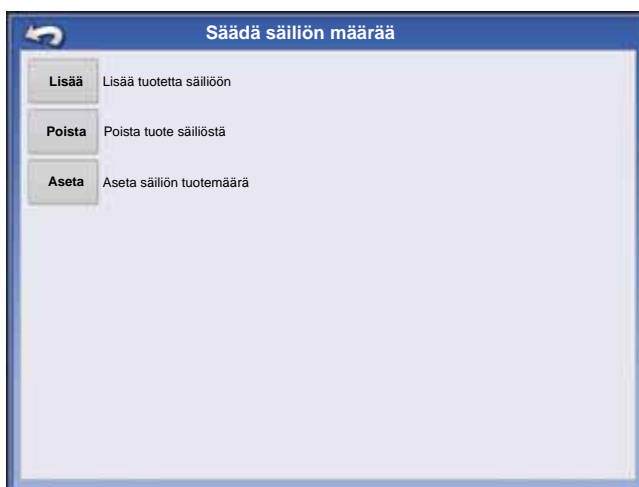 Säädä säiliön määrää
Lisää Lisää tuotetta säiliöön
Poista Poista tuote säiliöstä
Aseta Aseta säiliön tuotemäärä